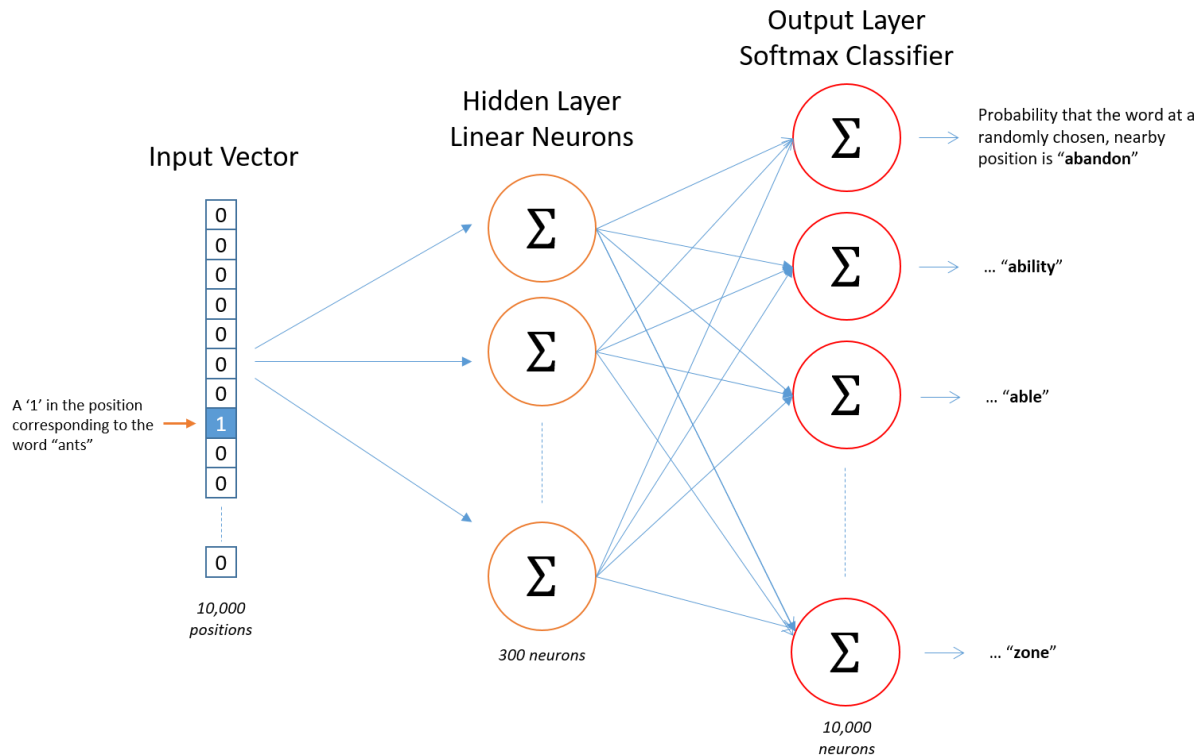 Output Layer
Softmax Classifier
Hidden Layer
Linear Neurons
Input Vector
0
0
0
0
0
0
0
1
0
0
0
A ‘1’ in the position
corresponding to the
word “ants”
10,000
positions
Σ
Σ
Σ
300 neurons
Σ
Σ
Σ
Σ
10,000
neurons
Probability that the word at a
randomly chosen, nearby
position is “abandon”
… “ability”
… “able”
… “zone”